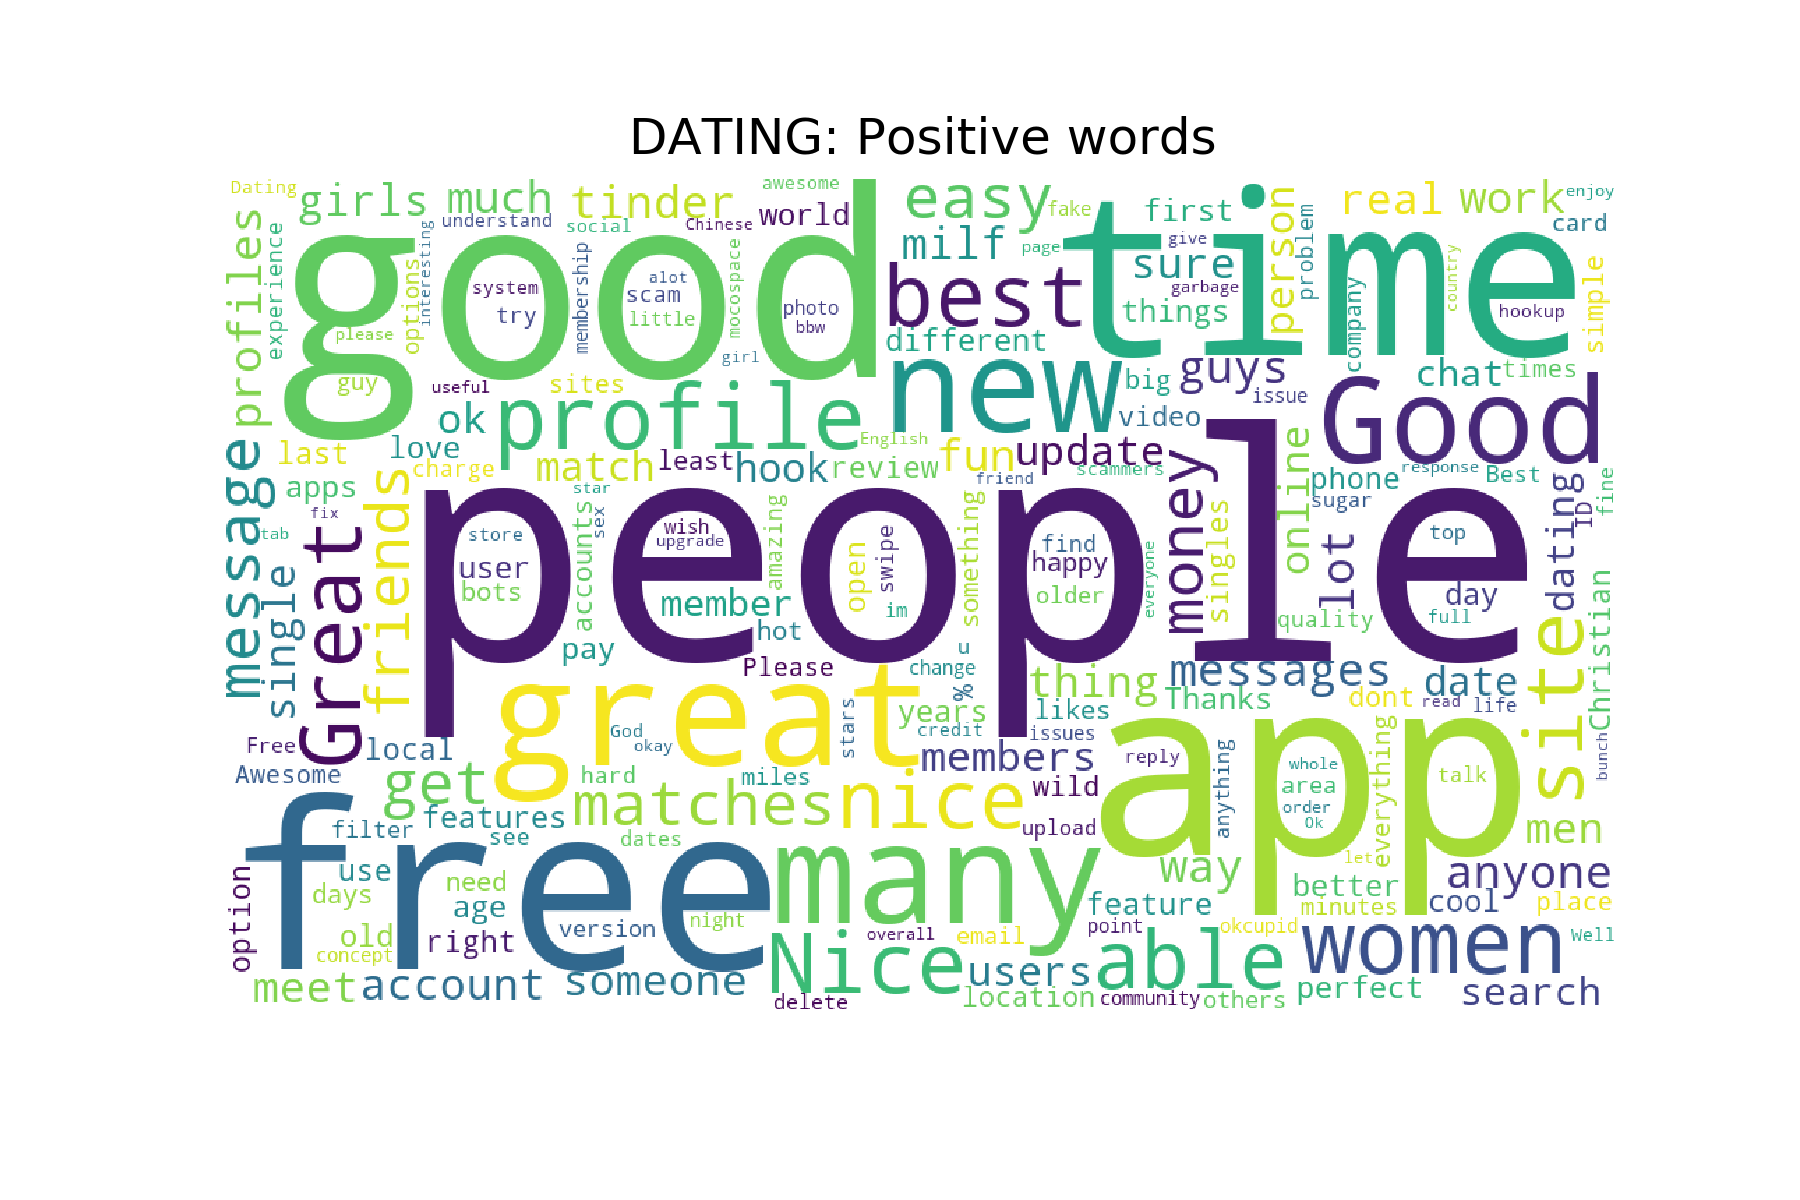 DATING: Positive words
Dating
girls
much
tinder
awesome
easy
real
work
enjoy
understand
social
Chinese
world
fake
first
card
profiles
experience
good
milf
page
time
give
person
problem
interesting
options
membership
mocospace
system
alot
scam
try
little
photo
bbw
best
sure
garbage
things
company
country
hookup
simple
please
girl
different
guy
useful
sites
new
big
guys
issue
chat
times
ok
profile
video
Good
love
last
charge
match
least
hook
English
review
fun
update
scammers
friend
money
online
phone
response
Best
sugar
message
apps
fix
tab
Great
friends
star
sex
accounts
people
store
user
bots
wish
upgrade
amazing
open
swipe
something
find
happy
older
everyone
singles
lot
top
day
full
dating
ID
fine
member
im
hot
quality
single
pay
Please
u
change
%
thing
messages
Thanks
date
dont
read
life
site
Christian
great
years
likes
credit
issues
stars
God
okay
local
Free
Awesome
members
reply
anything
app
whole
area
order
Ok
everything
talk
bunch
get
hard
miles
matches
nice
wild
men
free
filter
features
see
dates
upload
let
many
way
use
days
need
age
option
better
anyone
minutes
cool
place
feature
old
concept
right
version
night
overall
email
point
okcupid
women
Well
meet
account
someone
Nice
users
able
delete
location
community
others
perfect
search